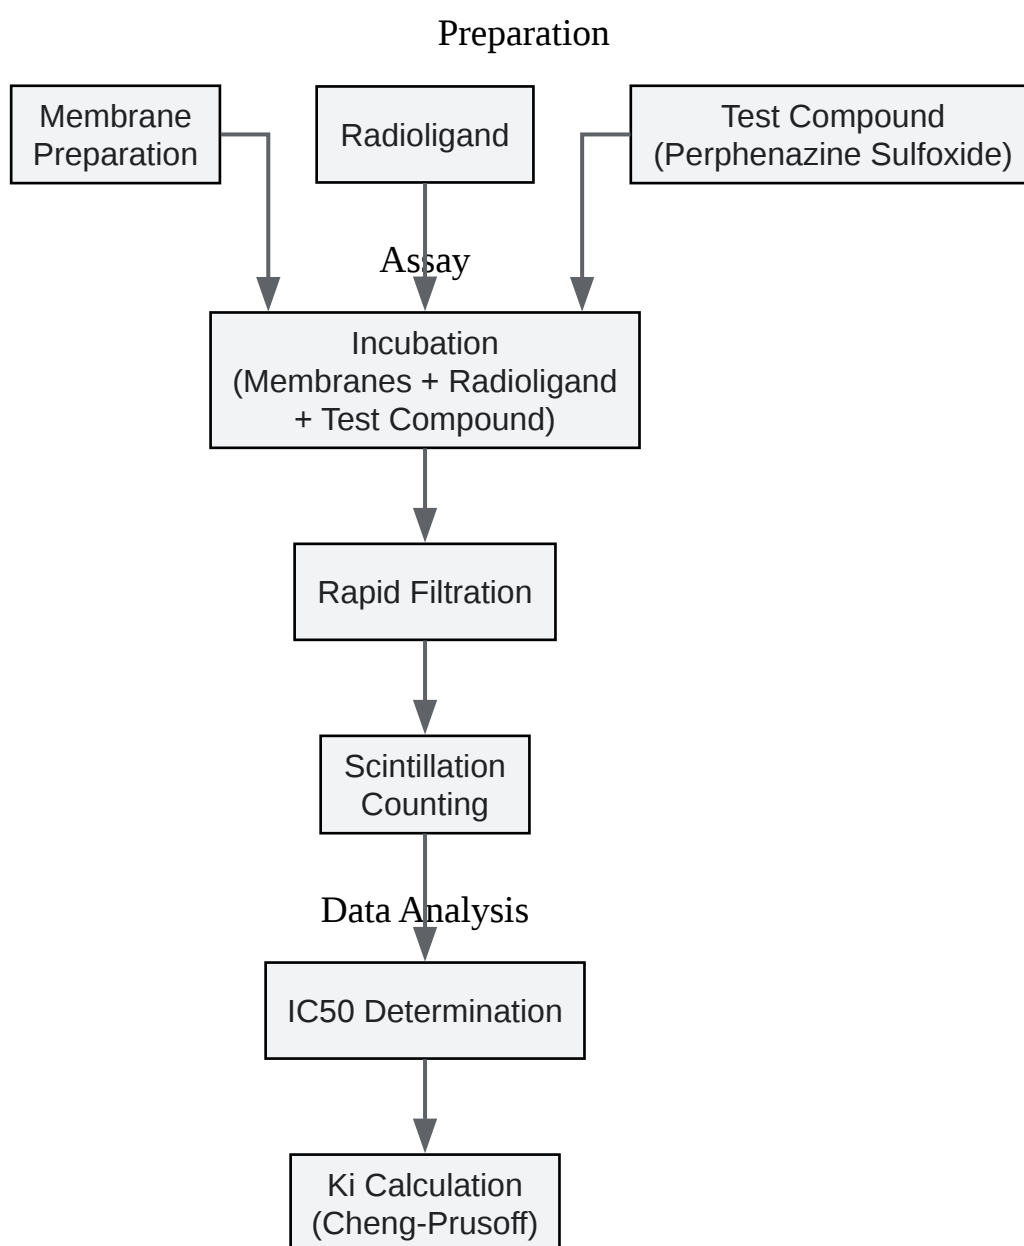 Preparation
Membrane
Preparation
Radioligand
Test Compound
(Perphenazine Sulfoxide)
Assay
Incubation
(Membranes + Radioligand
+ Test Compound)
Rapid Filtration
Scintillation
Counting
Data Analysis
IC50 Determination
Ki Calculation
(Cheng-Prusoff)